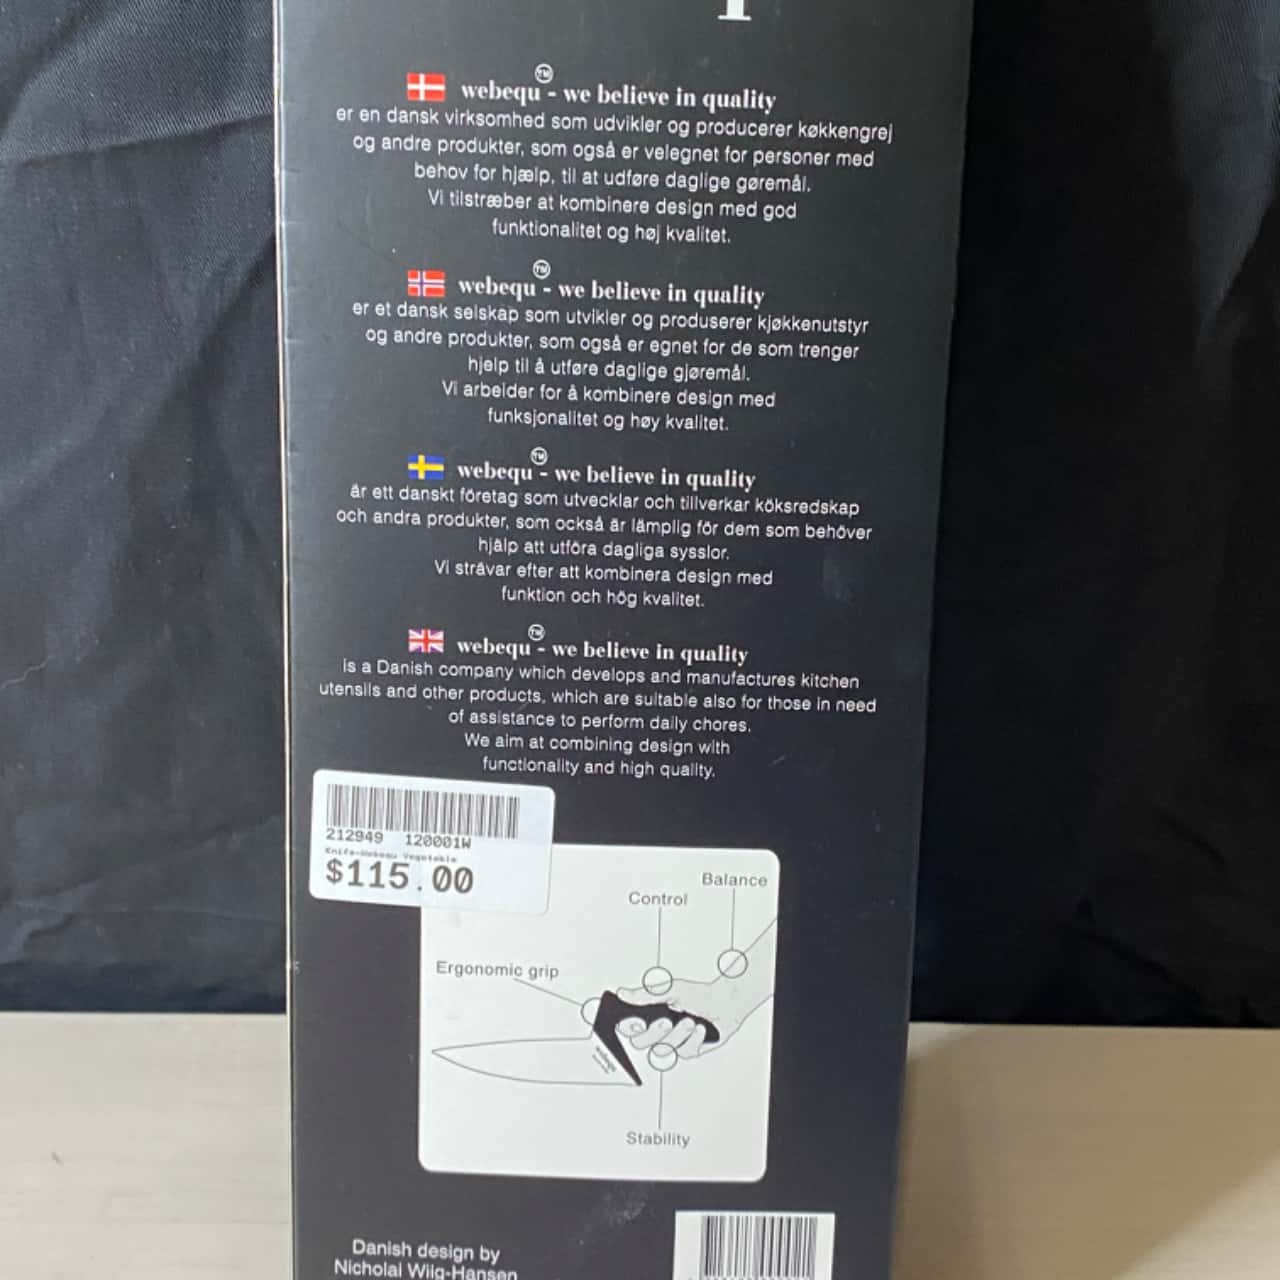 webequ™ - we believe in quality
er en dansk virksomhed som udvikler og producerer køkkengrej
og andre produkter, som også er velegnet for personer med
behov for hjælp, til at udføre daglige gøremål.
Vi tilstræber at kombinere design med god
funktionalitet og høj kvalitet.
webequ™ - we believe in quality
er et dansk selskap som utvikler og produserer kjøkkenutstyr
og andre produkter, som også er egnet for de som trenger
hjelp til å utføre daglige gjøremål.
Vi arbeider for å kombinere design med
funksjonalitet og høy kvalitet.
webequ™ - we believe in quality
är ett danskt företag som utvecklar och tillverkar köksredskap
och andra produkter, som också är lämplig för dem som behöver
hjälp att utföra dagliga sysslor.
Vi strävar efter att kombinera design med
funktion och hög kvalitet.
webequ™ - we believe in quality
is a Danish company which develops and manufactures kitchen
utensils and other products, which are suitable also for those in need
of assistance to perform daily chores.
We aim at combining design with
functionality and high quality.
212949 120001W
Knife-Webequ Vegetable
$115.00
Balance
Control
Ergonomic grip
webequ
Stability
Danish design by
Nicholai Wiig-Hansen